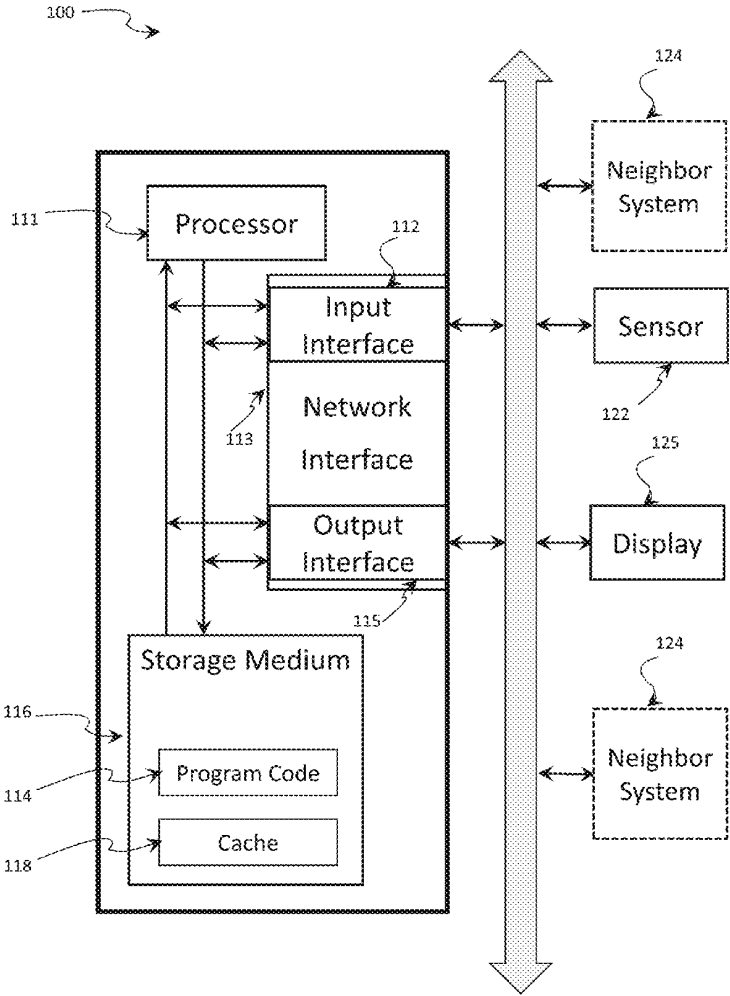 100
124
Neighbor
System
111
Processor
112
Input
Interface
Sensor
122
113
Network
Interface
125
Output
Interface
Display
115
124
Storage Medium
116
Neighbor
System
Program Code
114
Cache
118